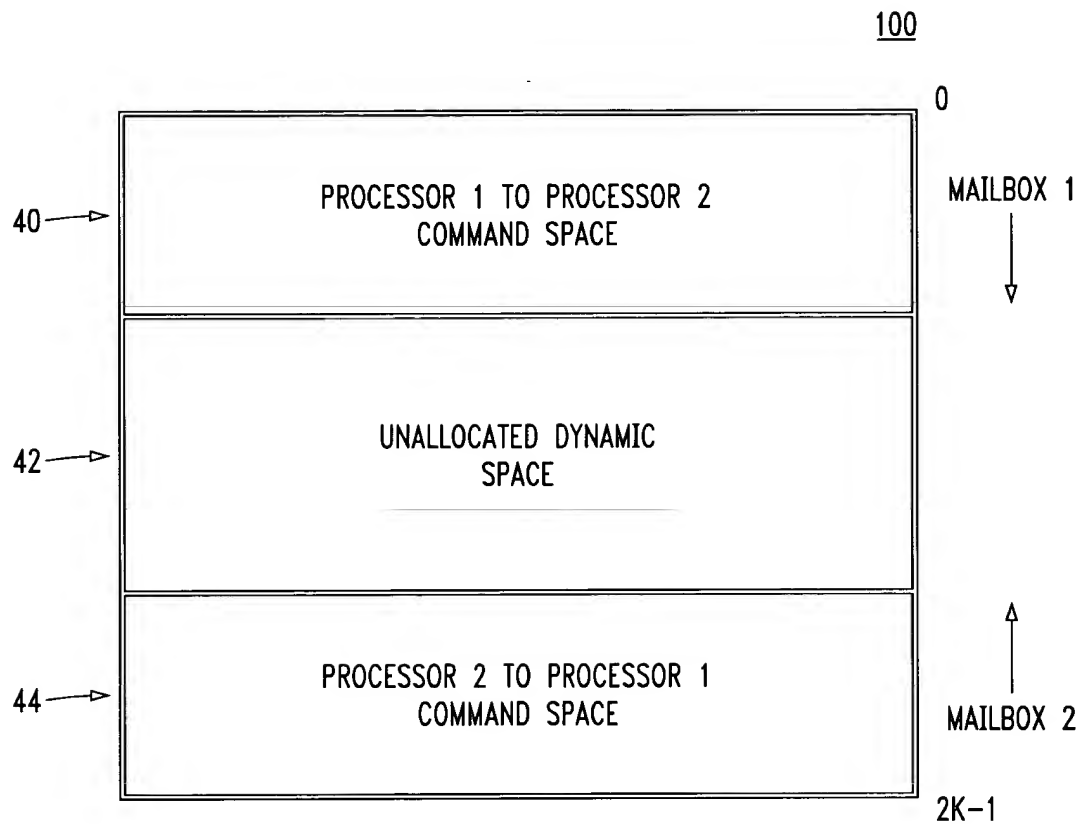 100
0
PROCESSOR 1 TO PROCESSOR 2
COMMAND SPACE
40
MAILBOX 1
UNALLOCATED DYNAMIC
SPACE
42
PROCESSOR 2 TO PROCESSOR 1
COMMAND SPACE
44
MAILBOX 2
2K-1